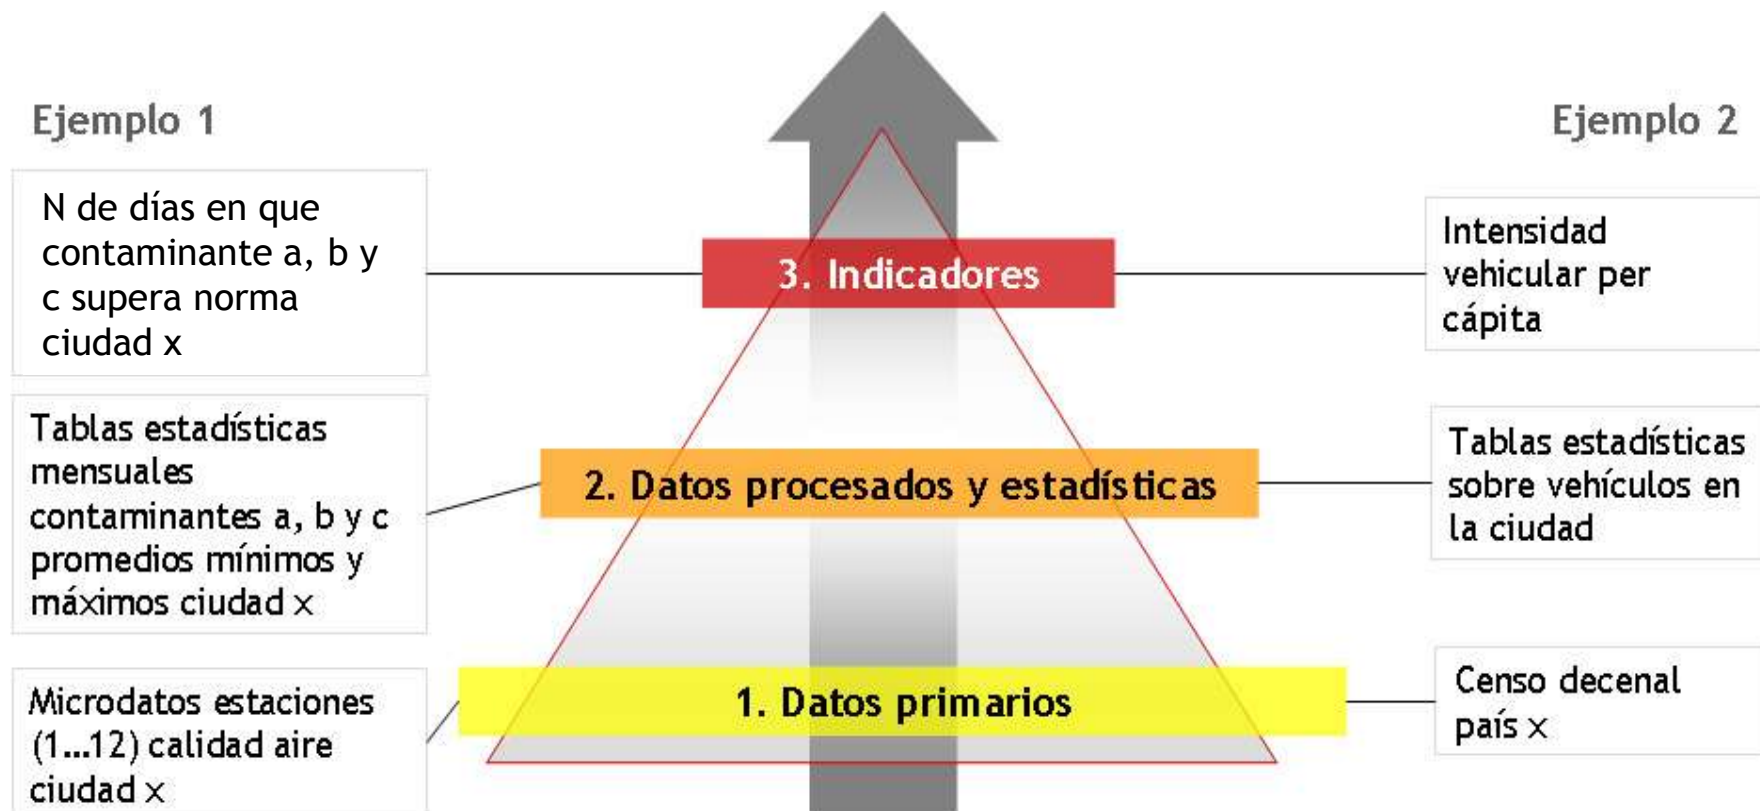 Ejemplo 1
Ejemplo 2
N de días en que
contaminante a, b y
c supera norma
ciudad x
3. Indicadores
Intensidad
vehicular per
cápita
Tablas estadísticas
mensuales
contaminantes a, b y c
promedios mínimos y
máximos ciudad x
2. Datos procesados y estadísticas
Tablas estadísticas
sobre vehículos en
la ciudad
Microdatos estaciones
(1...12) calidad aire
ciudad x
1. Datos primarios
Censo decenal
país x